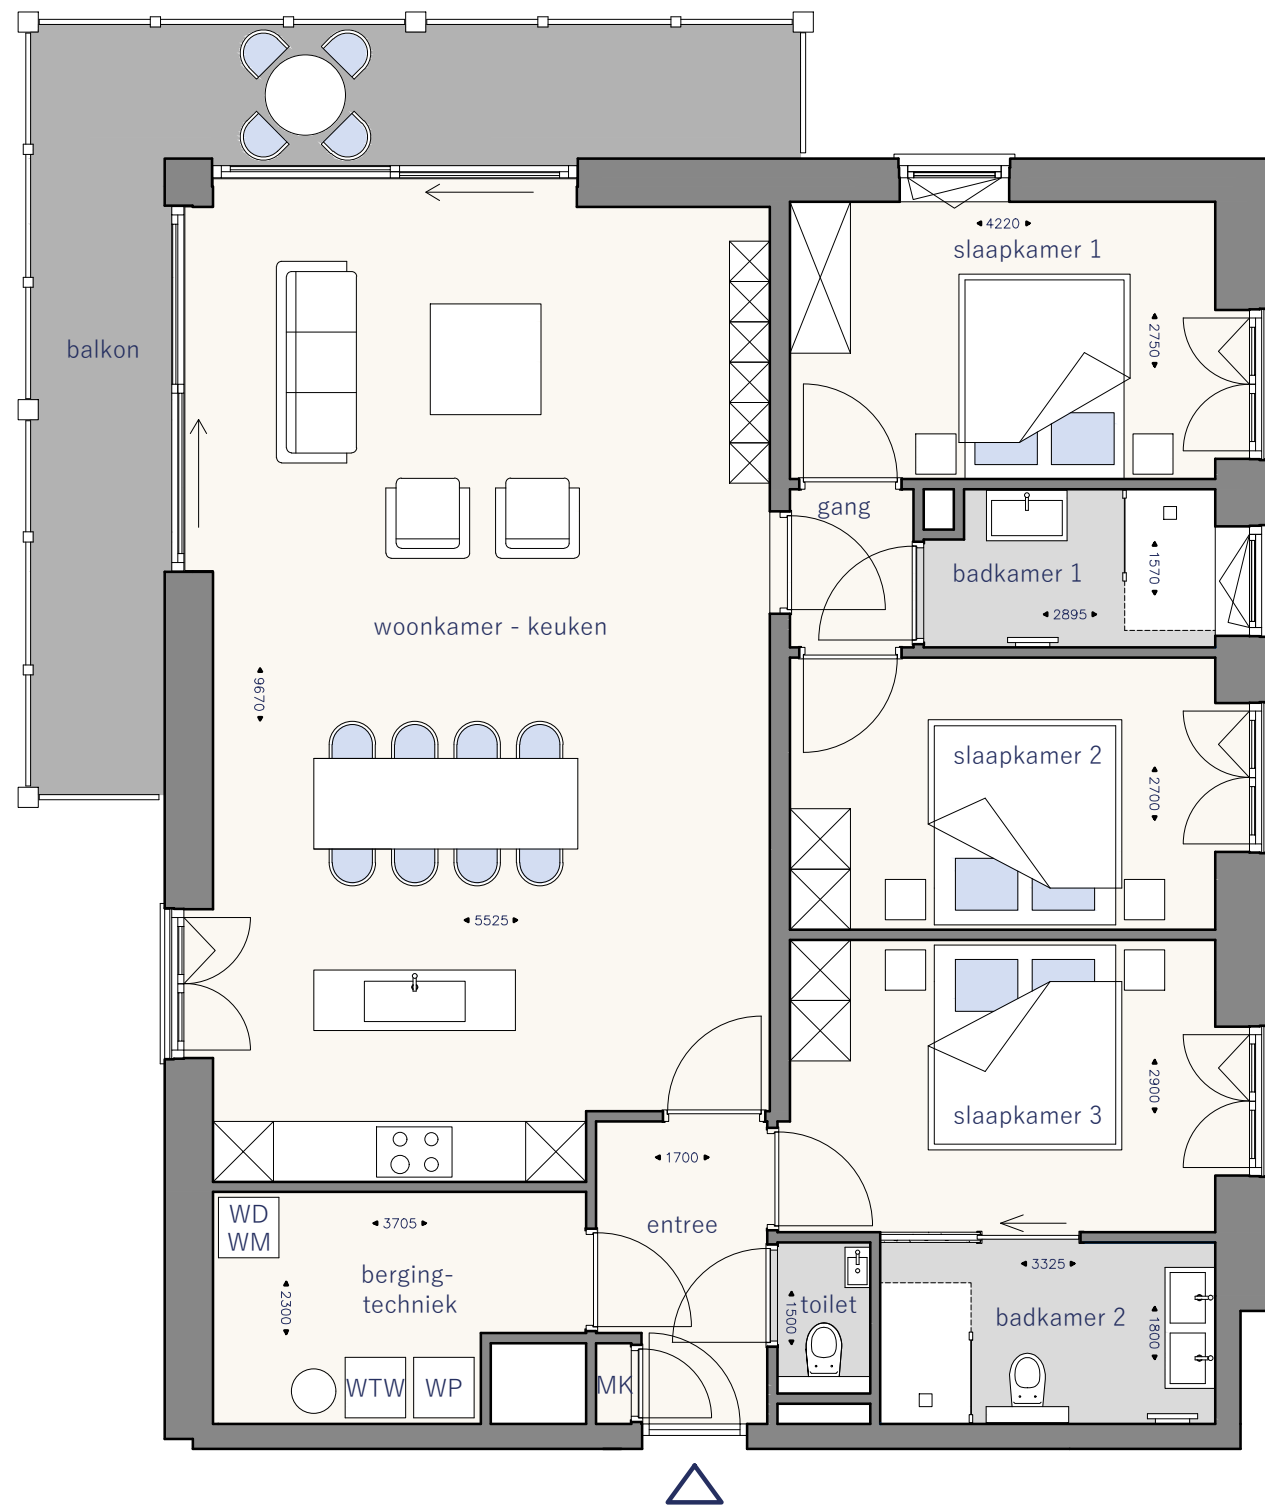 4220
slaapkamer 1
2750
balkon
gang
badkamer 1
1570
2895
woonkamer - keuken
9670
slaapkamer 2
2700
5525
2900
slaapkamer 3
1700
WD
WM
3705
entree
berging-
techniek
2300
3325
toilet
1500
badkamer 2
1800
MK
WTW
WP